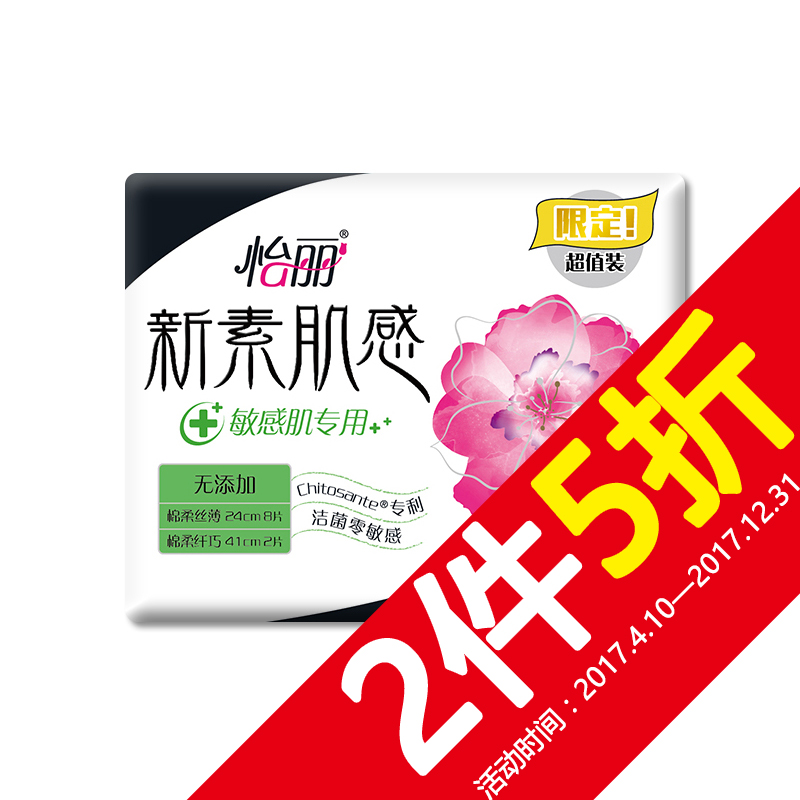 限定!
超值装
怡丽®
新素肌感
敏感肌专用
无添加
棉柔丝薄 24cm 8片
棉柔纤巧 41cm 2片
Chitosante®专利
洁菌零敏感
2件5折
活动时间：2017.4.10—2017.12.31